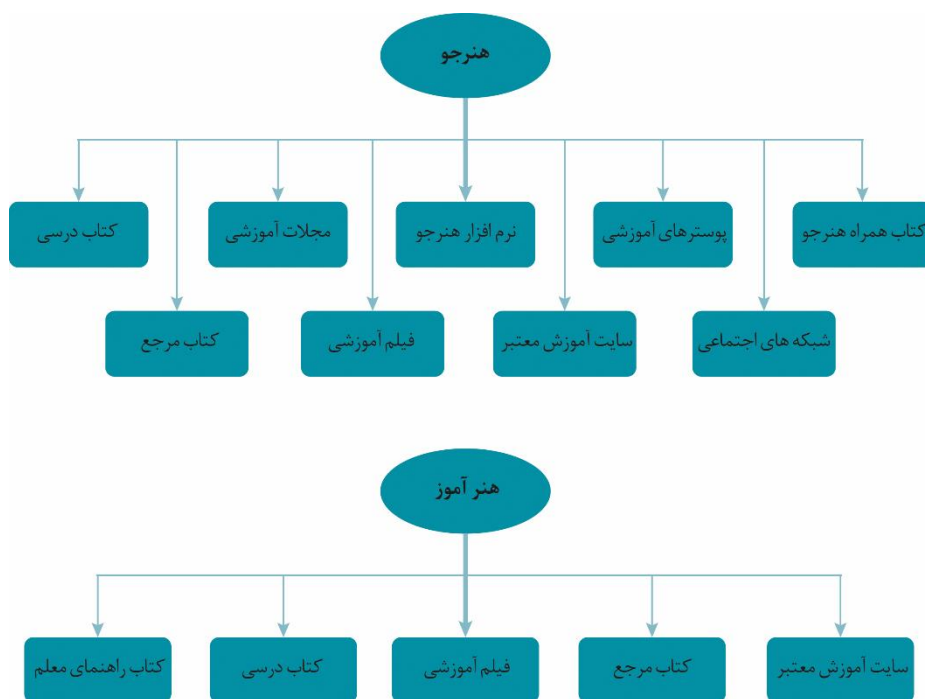 هنرجو
کتاب همراه هنرجو
پوسترهای آموزشی
نرم افزار هنرجو
مجلات آموزشی
کتاب درسی
شبکه های اجتماعی
سایت آموزش معتبر
فیلم آموزشی
کتاب مرجع
هنر آموز
سایت آموزش معتبر
کتاب مرجع
فیلم آموزشی
کتاب درسی
کتاب راهنمای معلم